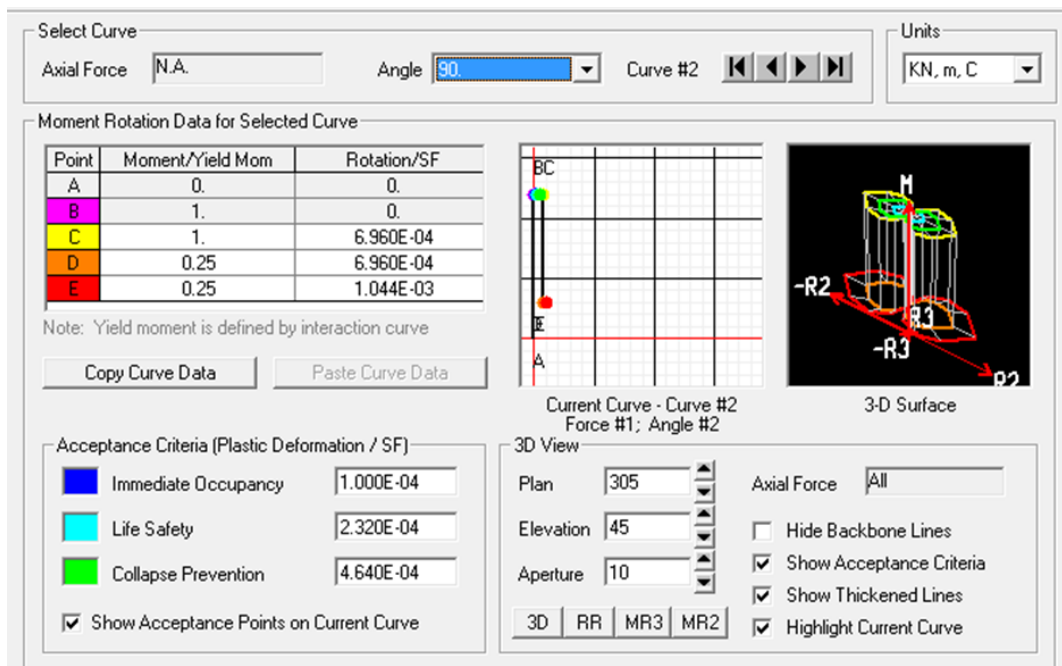 Select Curve
Axial Force N.A. Angle 90. Curve #2
Units
KN, m, C
Moment Rotation Data for Selected Curve
Point Moment/Yield Mom Rotation/SF
A 0. 0.
B 1. 0.
C 1. 6.960E-04
D 0.25 6.960E-04
E 0.25 1.044E-03
Note: Yield moment is defined by interaction curve
Copy Curve Data Paste Curve Data
BC
A
Current Curve - Curve #2
Force #1; Angle #2
M
-R2
R3
-R3
R2
3-D Surface
Acceptance Criteria (Plastic Deformation / SF)
Immediate Occupancy 1.000E-04
Life Safety 2.320E-04
Collapse Prevention 4.640E-04
Show Acceptance Points on Current Curve
3D View
Plan 305
Elevation 45
Aperture 10
3D RR MR3 MR2
Axial Force All
Hide Backbone Lines
Show Acceptance Criteria
Show Thickened Lines
Highlight Current Curve